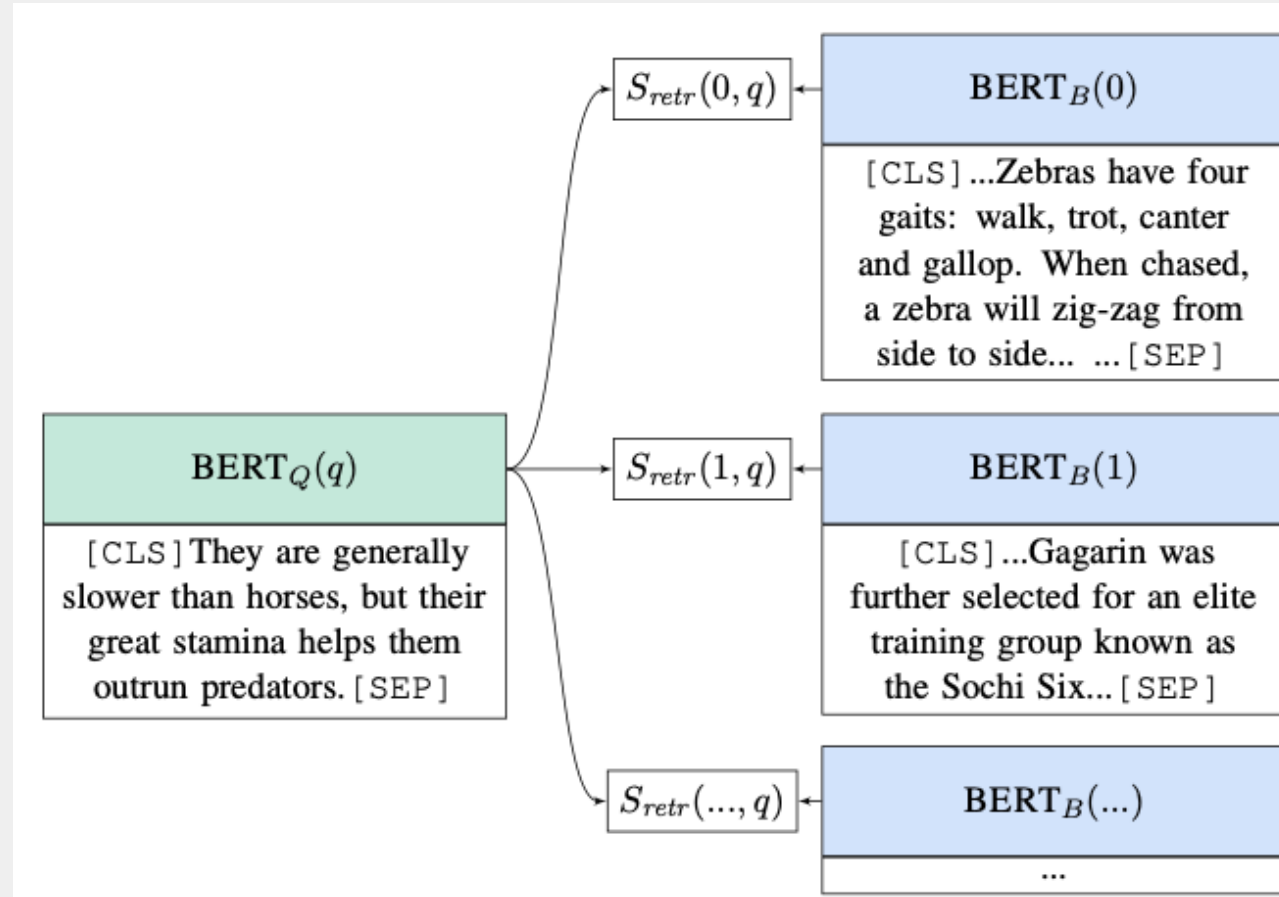 BERT_Q(q)
[CLS]They are generally
slower than horses, but their
great stamina helps them
outrun predators.[SEP]
S_retr(0, q)
BERT_B(0)
[CLS]...Zebras have four
gaits: walk, trot, canter
and gallop. When chased,
a zebra will zig-zag from
side to side... ...[SEP]
S_retr(1, q)
BERT_B(1)
[CLS]...Gagarin was
further selected for an elite
training group known as
the Sochi Six...[SEP]
S_retr(..., q)
BERT_B(...)
...